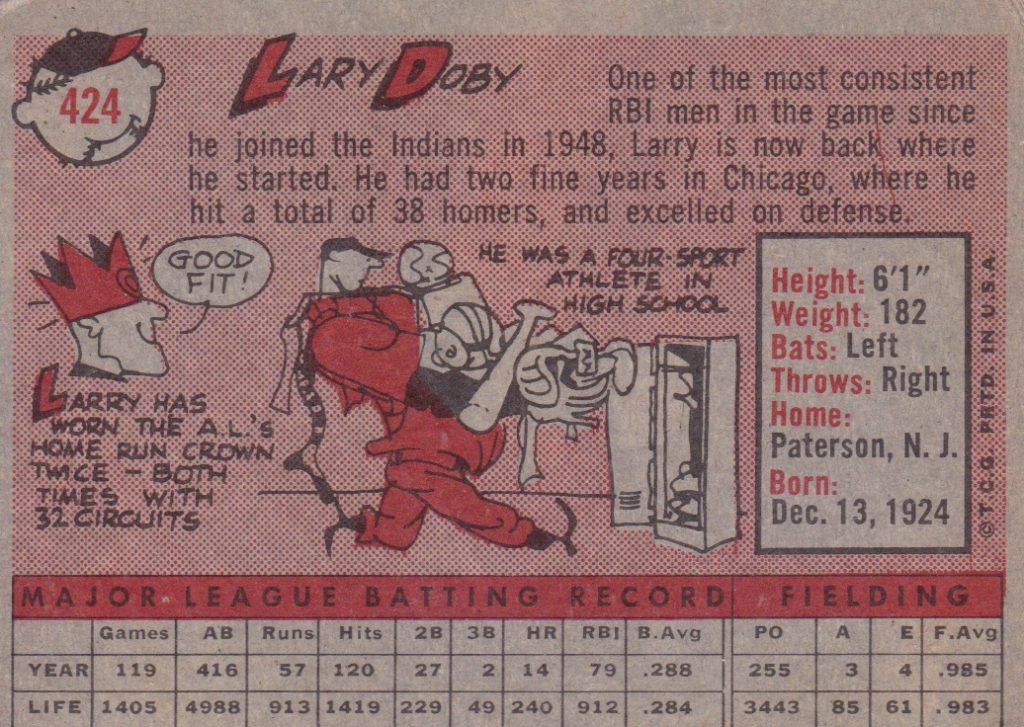 424
LARY DOBY
One of the most consistent
RBI men in the game since
he joined the Indians in 1948, Larry is now back where
he started. He had two fine years in Chicago, where he
hit a total of 38 homers, and excelled on defense.
GOOD
FIT!
LARRY HAS
WORN THE A.L.'S
HOME RUN CROWN
TWICE — BOTH
TIMES WITH
32 CIRCUITS
HE WAS A FOUR-SPORT
ATHLETE IN
HIGH SCHOOL
Height: 6'1"
Weight: 182
Bats: Left
Throws: Right
Home:
Paterson, N. J.
Born:
Dec. 13, 1924
© T.C.G. PRTD. IN U.S.A.
MAJOR LEAGUE BATTING RECORD FIELDING
Games AB Runs Hits 2B 3B HR RBI B.Avg PO A E F.Avg
YEAR 119 416 57 120 27 2 14 79 .288 255 3 4 .985
LIFE 1405 4988 913 1419 229 49 240 912 .284 3443 85 61 .983